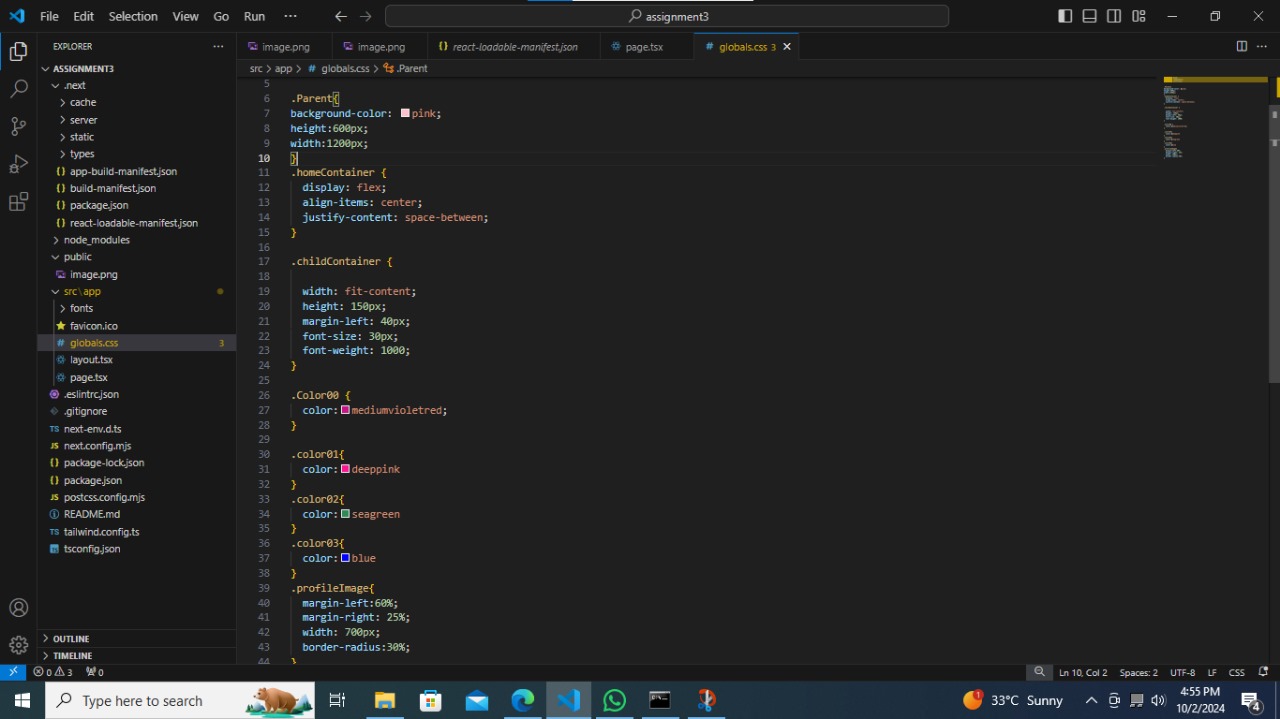 File Edit Selection View Go Run ··· assignment3
EXPLORER ···
ASSIGNMENT3
.next
cache
server
static
types
{} app-build-manifest.json
{} build-manifest.json
{} package.json
{} react-loadable-manifest.json
node_modules
public
image.png
src\app
fonts
favicon.ico
# globals.css 3
layout.tsx
page.tsx
.eslintrc.json
.gitignore
TS next-env.d.ts
JS next.config.mjs
{} package-lock.json
{} package.json
JS postcss.config.mjs
README.md
TS tailwind.config.ts
tsconfig.json
OUTLINE
TIMELINE
image.png image.png {} react-loadable-manifest.json page.tsx # globals.css 3
src > app > # globals.css > .Parent
5
6 .Parent{
7 background-color: pink;
8 height:600px;
9 width:1200px;
10 }
11 .homeContainer {
12 display: flex;
13 align-items: center;
14 justify-content: space-between;
15 }
16
17 .childContainer {
18
19 width: fit-content;
20 height: 150px;
21 margin-left: 40px;
22 font-size: 30px;
23 font-weight: 1000;
24 }
25
26 .Color00 {
27 color: mediumvioletred;
28 }
29
30 .color01{
31 color: deeppink
32 }
33 .color02{
34 color: seagreen
35 }
36 .color03{
37 color: blue
38 }
39 .profileImage{
40 margin-left:60%;
41 margin-right: 25%;
42 width: 700px;
43 border-radius:30%;
44 }
0 3 0 Ln 10, Col 2 Spaces: 2 UTF-8 LF CSS
Type here to search 1 33°C Sunny 4:55 PM
10/2/2024 4